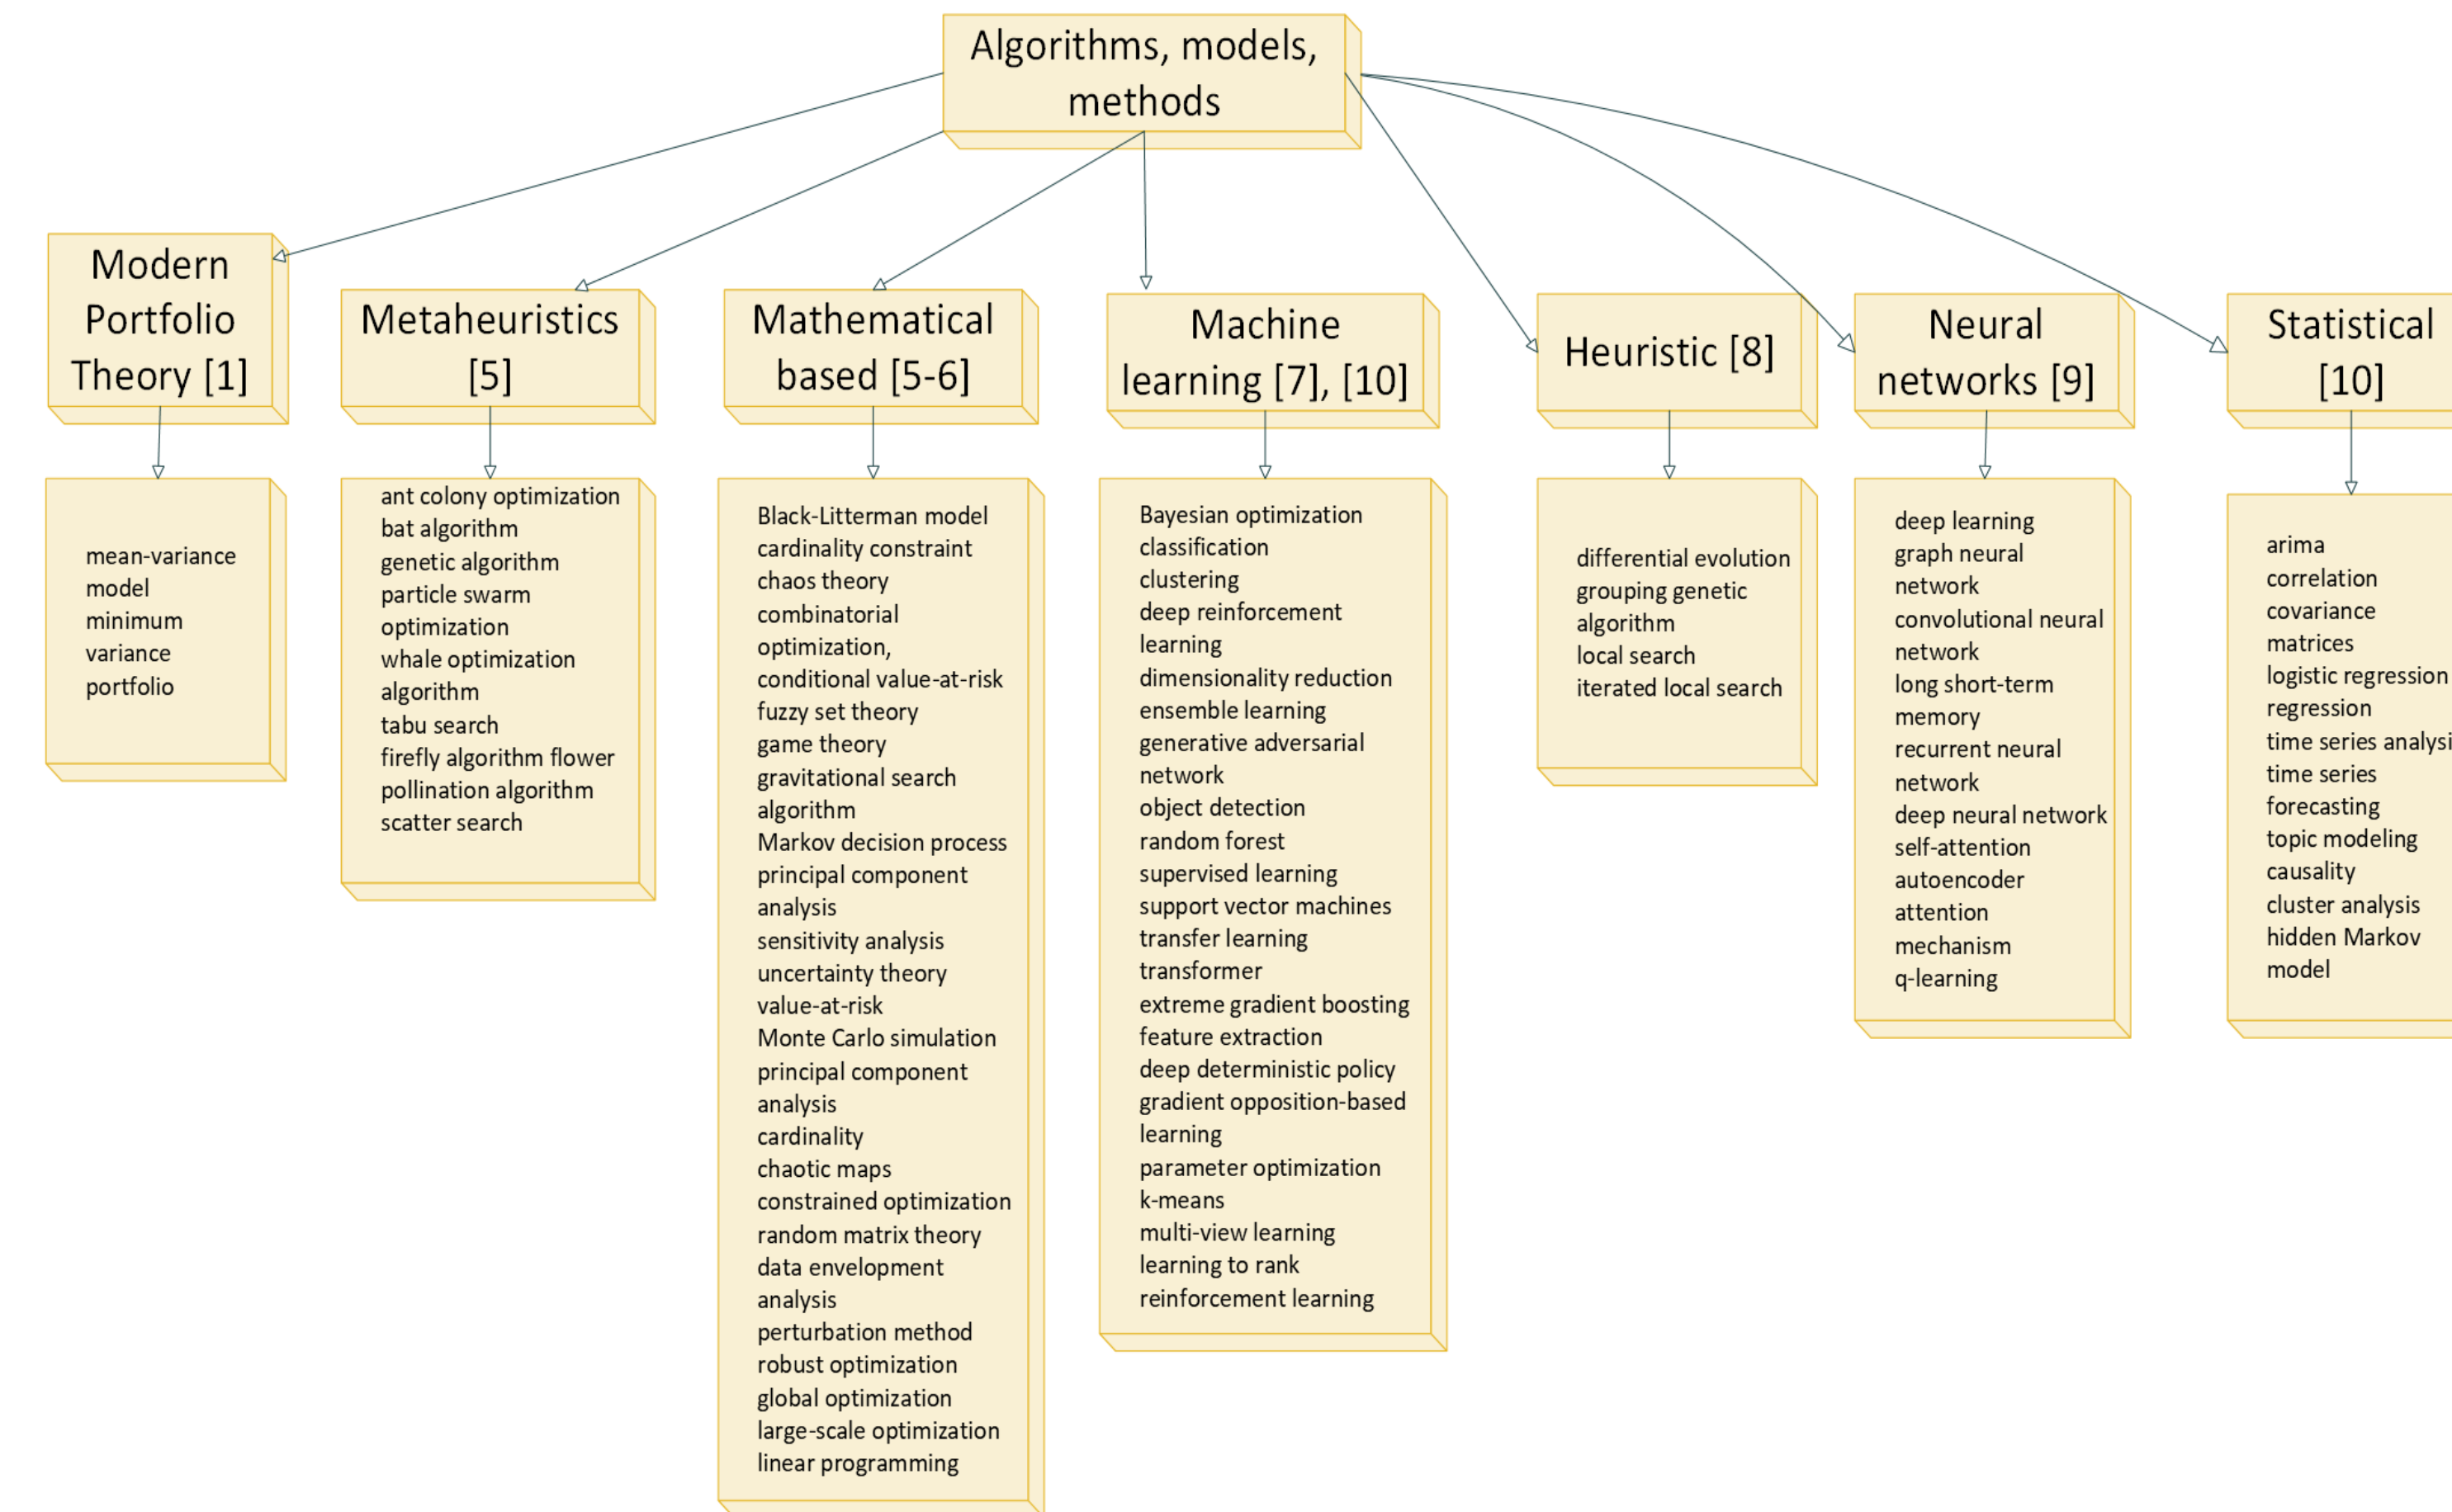 Algorithms, models,
methods
Modern
Portfolio
Theory [1]
Metaheuristics
[5]
Mathematical
based [5-6]
Machine
learning [7], [10]
Heuristic [8]
Neural
networks [9]
Statistical
[10]
mean-variance
model
minimum
variance
portfolio
ant colony optimization
bat algorithm
genetic algorithm
particle swarm
optimization
whale optimization
algorithm
tabu search
firefly algorithm flower
pollination algorithm
scatter search
Black-Litterman model
cardinality constraint
chaos theory
combinatorial
optimization,
conditional value-at-risk
fuzzy set theory
game theory
gravitational search
algorithm
Markov decision process
principal component
analysis
sensitivity analysis
uncertainty theory
value-at-risk
Monte Carlo simulation
principal component
analysis
cardinality
chaotic maps
constrained optimization
random matrix theory
data envelopment
analysis
perturbation method
robust optimization
global optimization
large-scale optimization
linear programming
Bayesian optimization
classification
clustering
deep reinforcement
learning
dimensionality reduction
ensemble learning
generative adversarial
network
object detection
random forest
supervised learning
support vector machines
transfer learning
transformer
extreme gradient boosting
feature extraction
deep deterministic policy
gradient opposition-based
learning
parameter optimization
k-means
multi-view learning
learning to rank
reinforcement learning
differential evolution
grouping genetic
algorithm
local search
iterated local search
deep learning
graph neural
network
convolutional neural
network
long short-term
memory
recurrent neural
network
deep neural network
self-attention
autoencoder
attention
mechanism
q-learning
arima
correlation
covariance
matrices
logistic regression
regression
time series analysi
time series
forecasting
topic modeling
causality
cluster analysis
hidden Markov
model